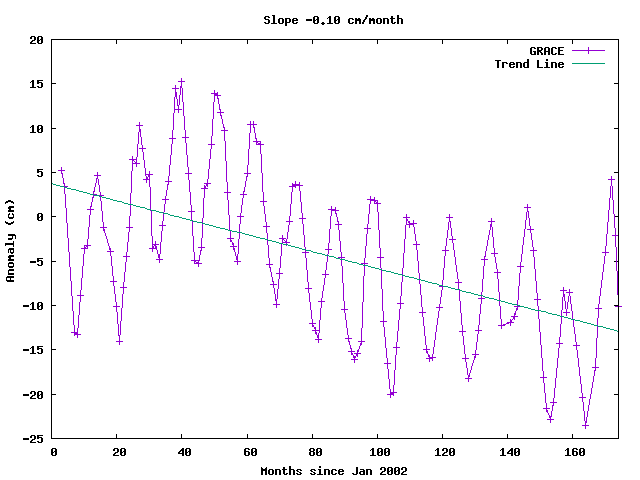 Slope -0.10 cm/month
GRACE
Trend Line
20
15
10
5
0
-5
-10
-15
-20
-25
Anomaly (cm)
0 20 40 60 80 100 120 140 160
Months since Jan 2002